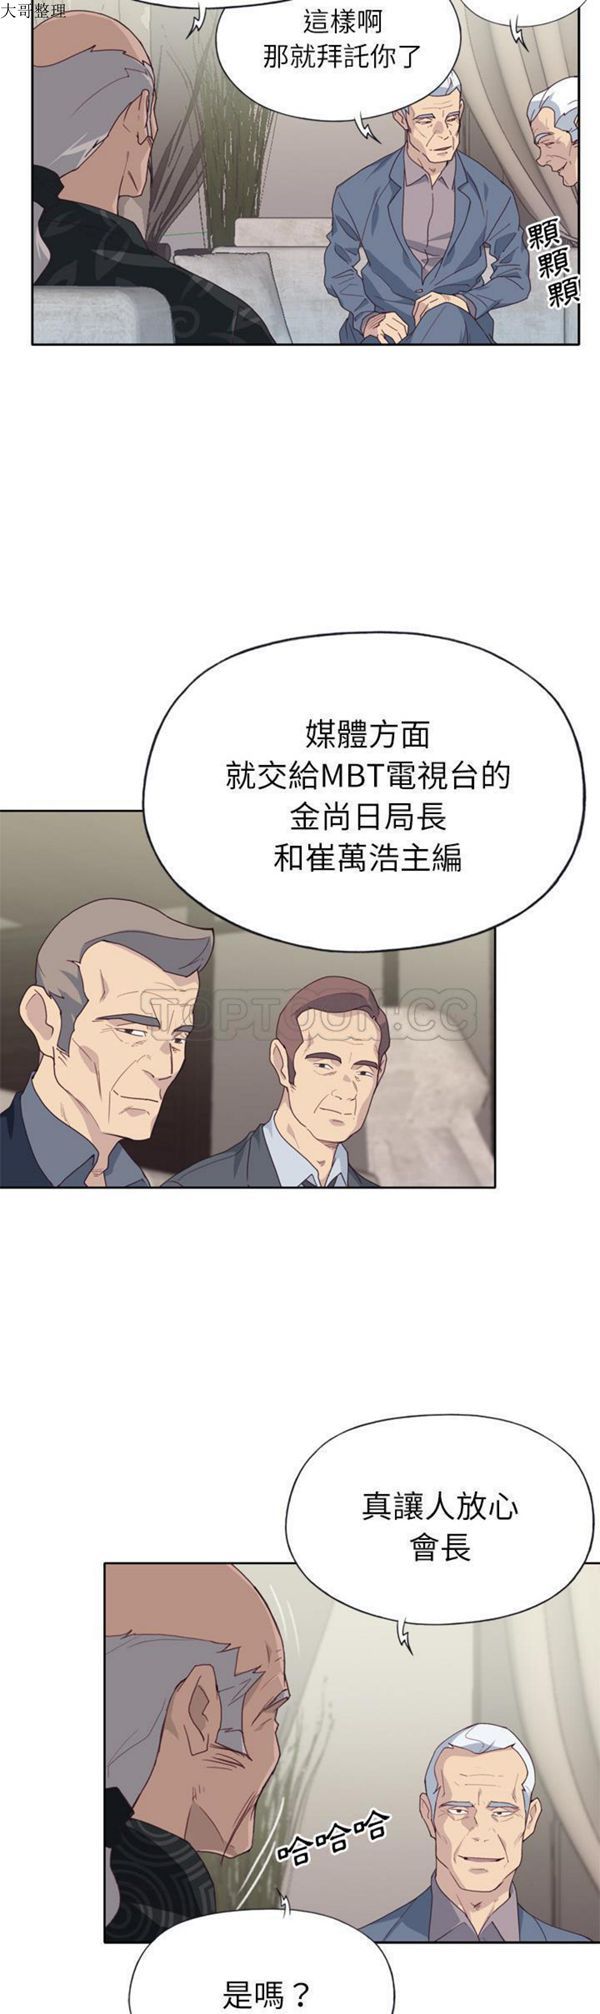 大哥整理
這樣啊
那就拜託你了
顆
顆
顆
媒體方面
就交給MBT電視台的
金尚日局長
和崔萬浩主編
TOPTOON.CC
真讓人放心
會長
哈哈哈
是嗎？